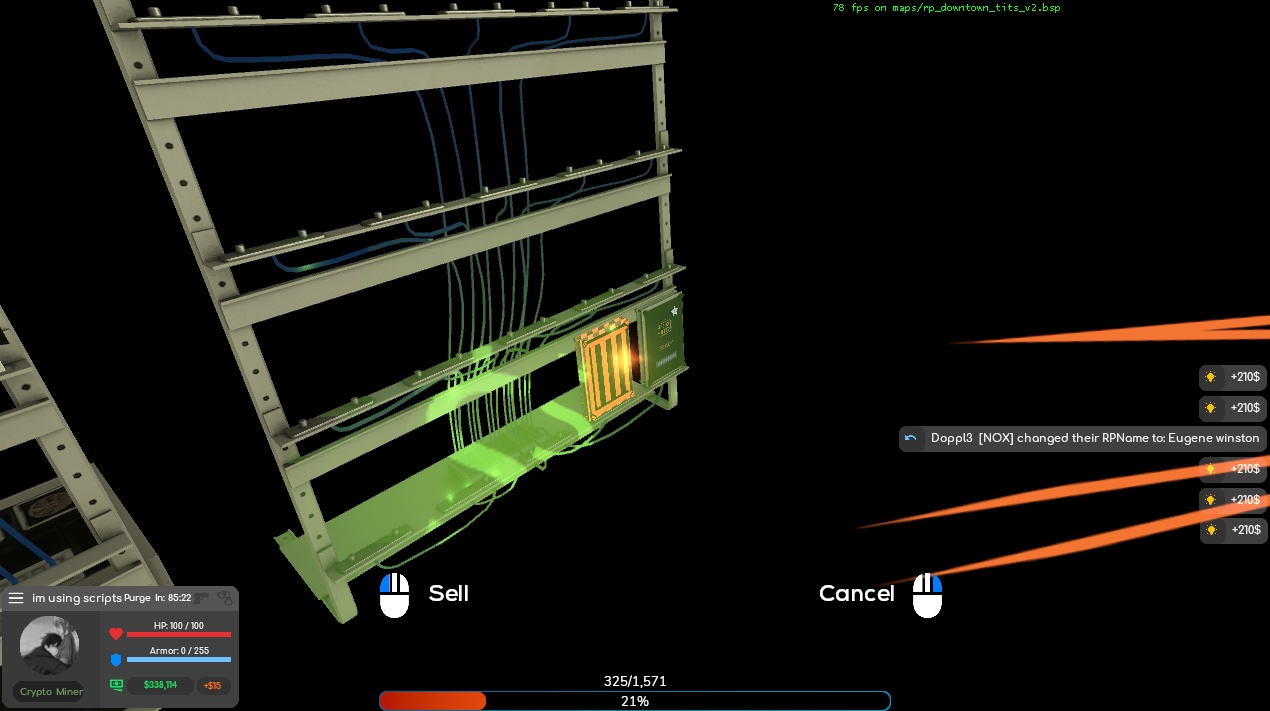 78 fps on maps/rp_downtown_tits_v2.bsp
+210$
+210$
Doppl3 [NOX] changed their RPName to: Eugene winston
+210$
+210$
+210$
Sell
Cancel
im using scripts Purge In: 85:22
HP: 100 / 100
Armor: 0 / 255
Crypto Miner
$338,114
+$15
325/1,571
21%